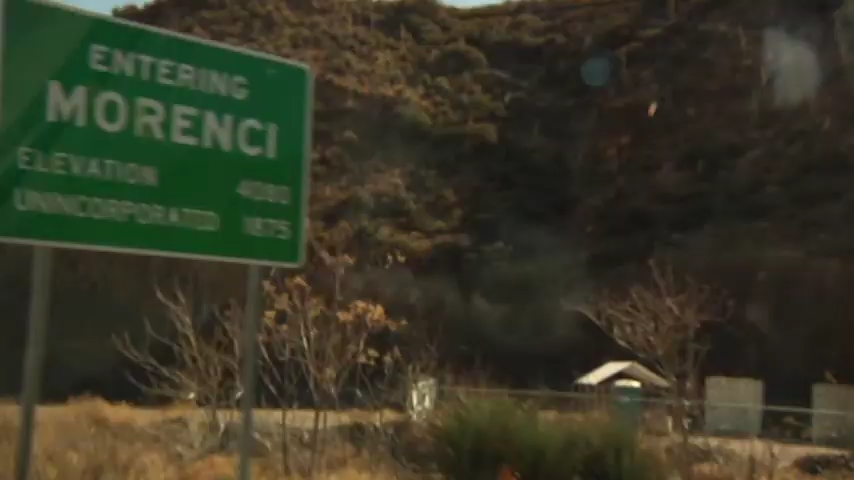 ENTERING
MORENCI
ELEVATION 4080
UNINCORPORATED 1875